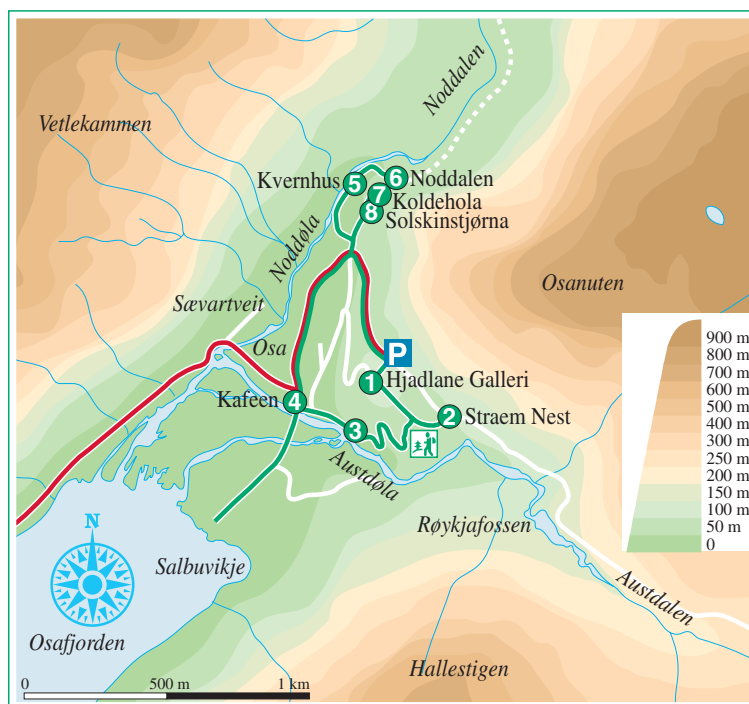 Noddalen
Vetlekammen
Kvernhus
5
6
Noddalen
7
Koldehola
8
Solskinstjørna
Noddøla
Osanuten
Sævartveit
Osa
P
900 m
800 m
700 m
600 m
500 m
400 m
300 m
250 m
200 m
150 m
100 m
50 m
0
1
Hjadlane Galleri
Kafeen
4
2
Straem Nest
3
Austdøla
Røykjafossen
N
Salbuvikje
Austdalen
Osafjorden
Hallestigen
0 500 m 1 km